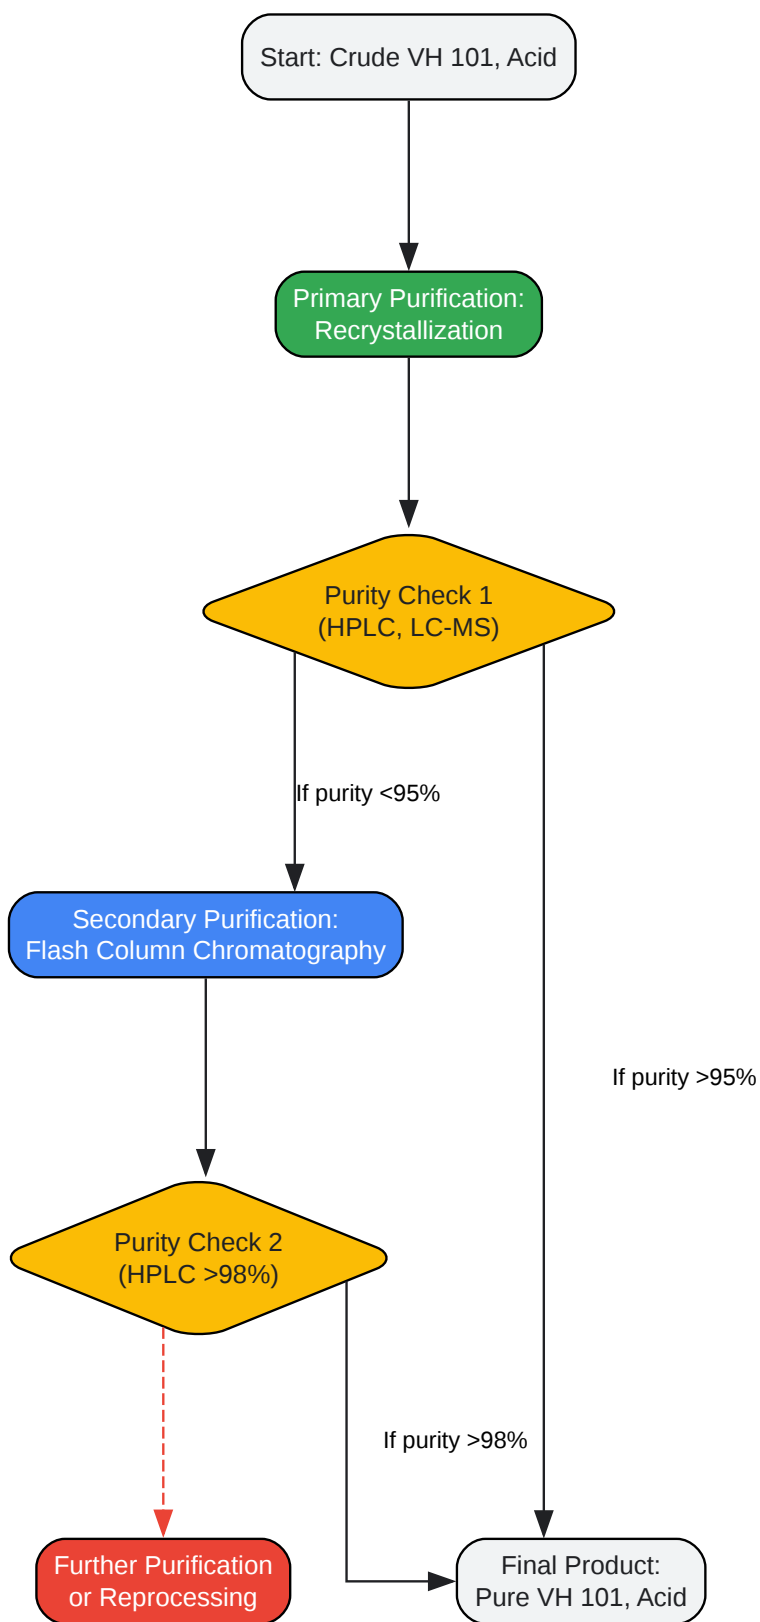 Start: Crude VH 101, Acid
Primary Purification:
Recrystallization
Purity Check 1
(HPLC, LC-MS)
If purity <95%
Secondary Purification:
Flash Column Chromatography
If purity >95%
Purity Check 2
(HPLC >98%)
If purity >98%
Further Purification
or Reprocessing
Final Product:
Pure VH 101, Acid